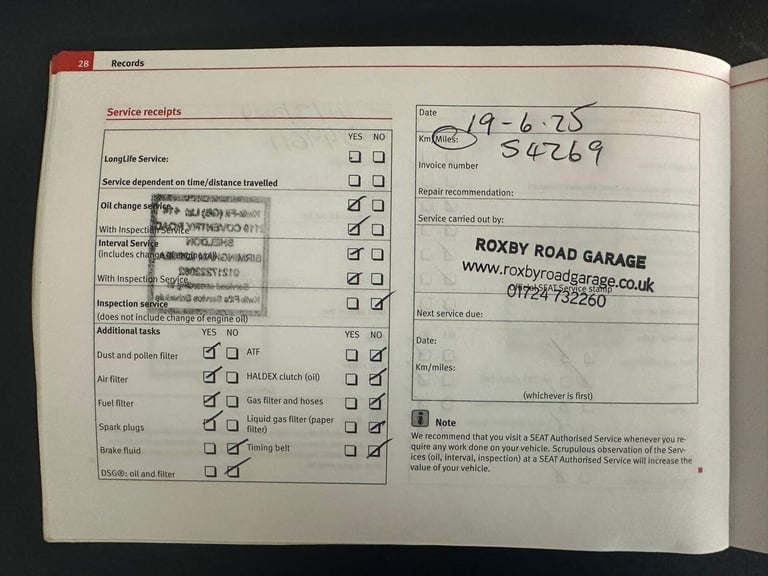 28 Records
Service receipts
YES NO
LongLife Service:
Service dependent on time/distance travelled
Oil change service
With Inspection Service
Interval Service
(includes change of engine oil)
With Inspection Service
Inspection service
(does not include change of engine oil)
Additional tasks YES NO YES NO
Dust and pollen filter ATF
Air filter HALDEX clutch (oil)
Fuel filter Gas filter and hoses
Spark plugs Liquid gas filter (paper
filter)
Brake fluid Timing belt
DSG®: oil and filter
Date 19-6.25
Km/Miles: 54269
Invoice number
Repair recommendation:
Service carried out by:
ROXBY ROAD GARAGE
www.roxbyroadgarage.co.uk
Official SEAT Service stamp
01724 732260
Next service due:
Date:
Km/miles:
(whichever is first)
i Note
We recommend that you visit a SEAT Authorised Service whenever you re-
quire any work done on your vehicle. Scrupulous observation of the Serv-
ices (oil, interval, inspection) at a SEAT Authorised Service will increase the
value of your vehicle.